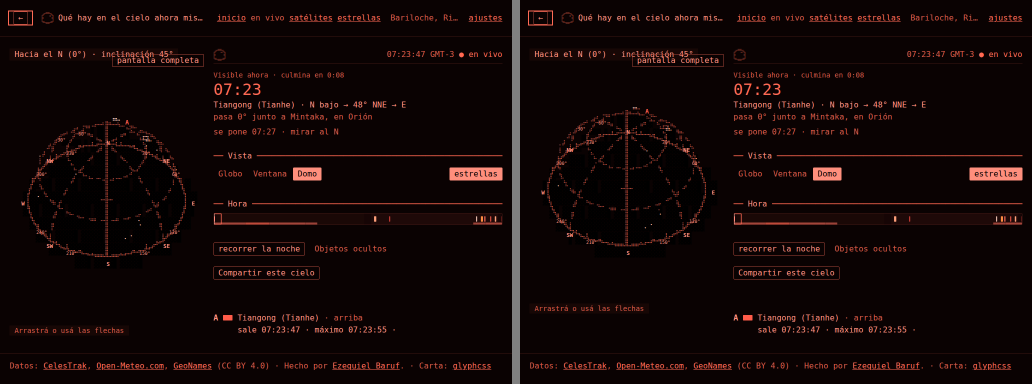 ← Qué hay en el cielo ahora mis… inicio en vivo satélites estrellas Bariloche, Ri… ajustes
Hacia el N (0°) · inclinación 45°
pantalla completa
07:23:47 GMT-3 ● en vivo
Visible ahora · culmina en 0:08
07:23
Tiangong (Tianhe) · N bajo → 48° NNE → E
pasa 0° junto a Mintaka, en Orión
se pone 07:27 · mirar al N
Vista
Globo Ventana Domo estrellas
Hora
recorrer la noche Objetos ocultos
Compartir este cielo
A Tiangong (Tianhe) · arriba
sale 07:23:47 · máximo 07:23:55 ·
A
N
NW
NE
W
E
SW
SE
S
Arrastrá o usá las flechas
Datos: CelesTrak, Open-Meteo.com, GeoNames (CC BY 4.0) · Hecho por Ezequiel Baruf. · Carta: glyphcss
← Qué hay en el cielo ahora mis… inicio en vivo satélites estrellas Bariloche, Ri… ajustes
Hacia el N (0°) · inclinación 45°
pantalla completa
07:23:47 GMT-3 ● en vivo
Visible ahora · culmina en 0:08
07:23
Tiangong (Tianhe) · N bajo → 48° NNE → E
pasa 0° junto a Mintaka, en Orión
se pone 07:27 · mirar al N
Vista
Globo Ventana Domo estrellas
Hora
recorrer la noche Objetos ocultos
Compartir este cielo
A Tiangong (Tianhe) · arriba
sale 07:23:47 · máximo 07:23:55 ·
A
N
NW
NE
W
E
SW
SE
S
Arrastrá o usá las flechas
Datos: CelesTrak, Open-Meteo.com, GeoNames (CC BY 4.0) · Hecho por Ezequiel Baruf. · Carta: glyphcss